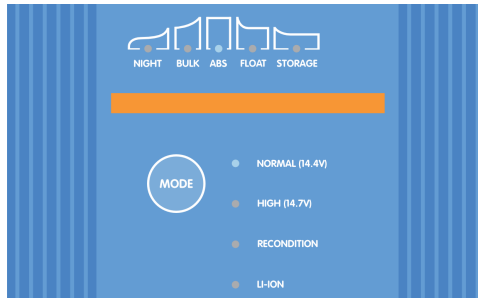 NIGHT BULK ABS FLOAT STORAGE
MODE
NORMAL (14.4V)
HIGH (14.7V)
RECONDITION
LI-ION